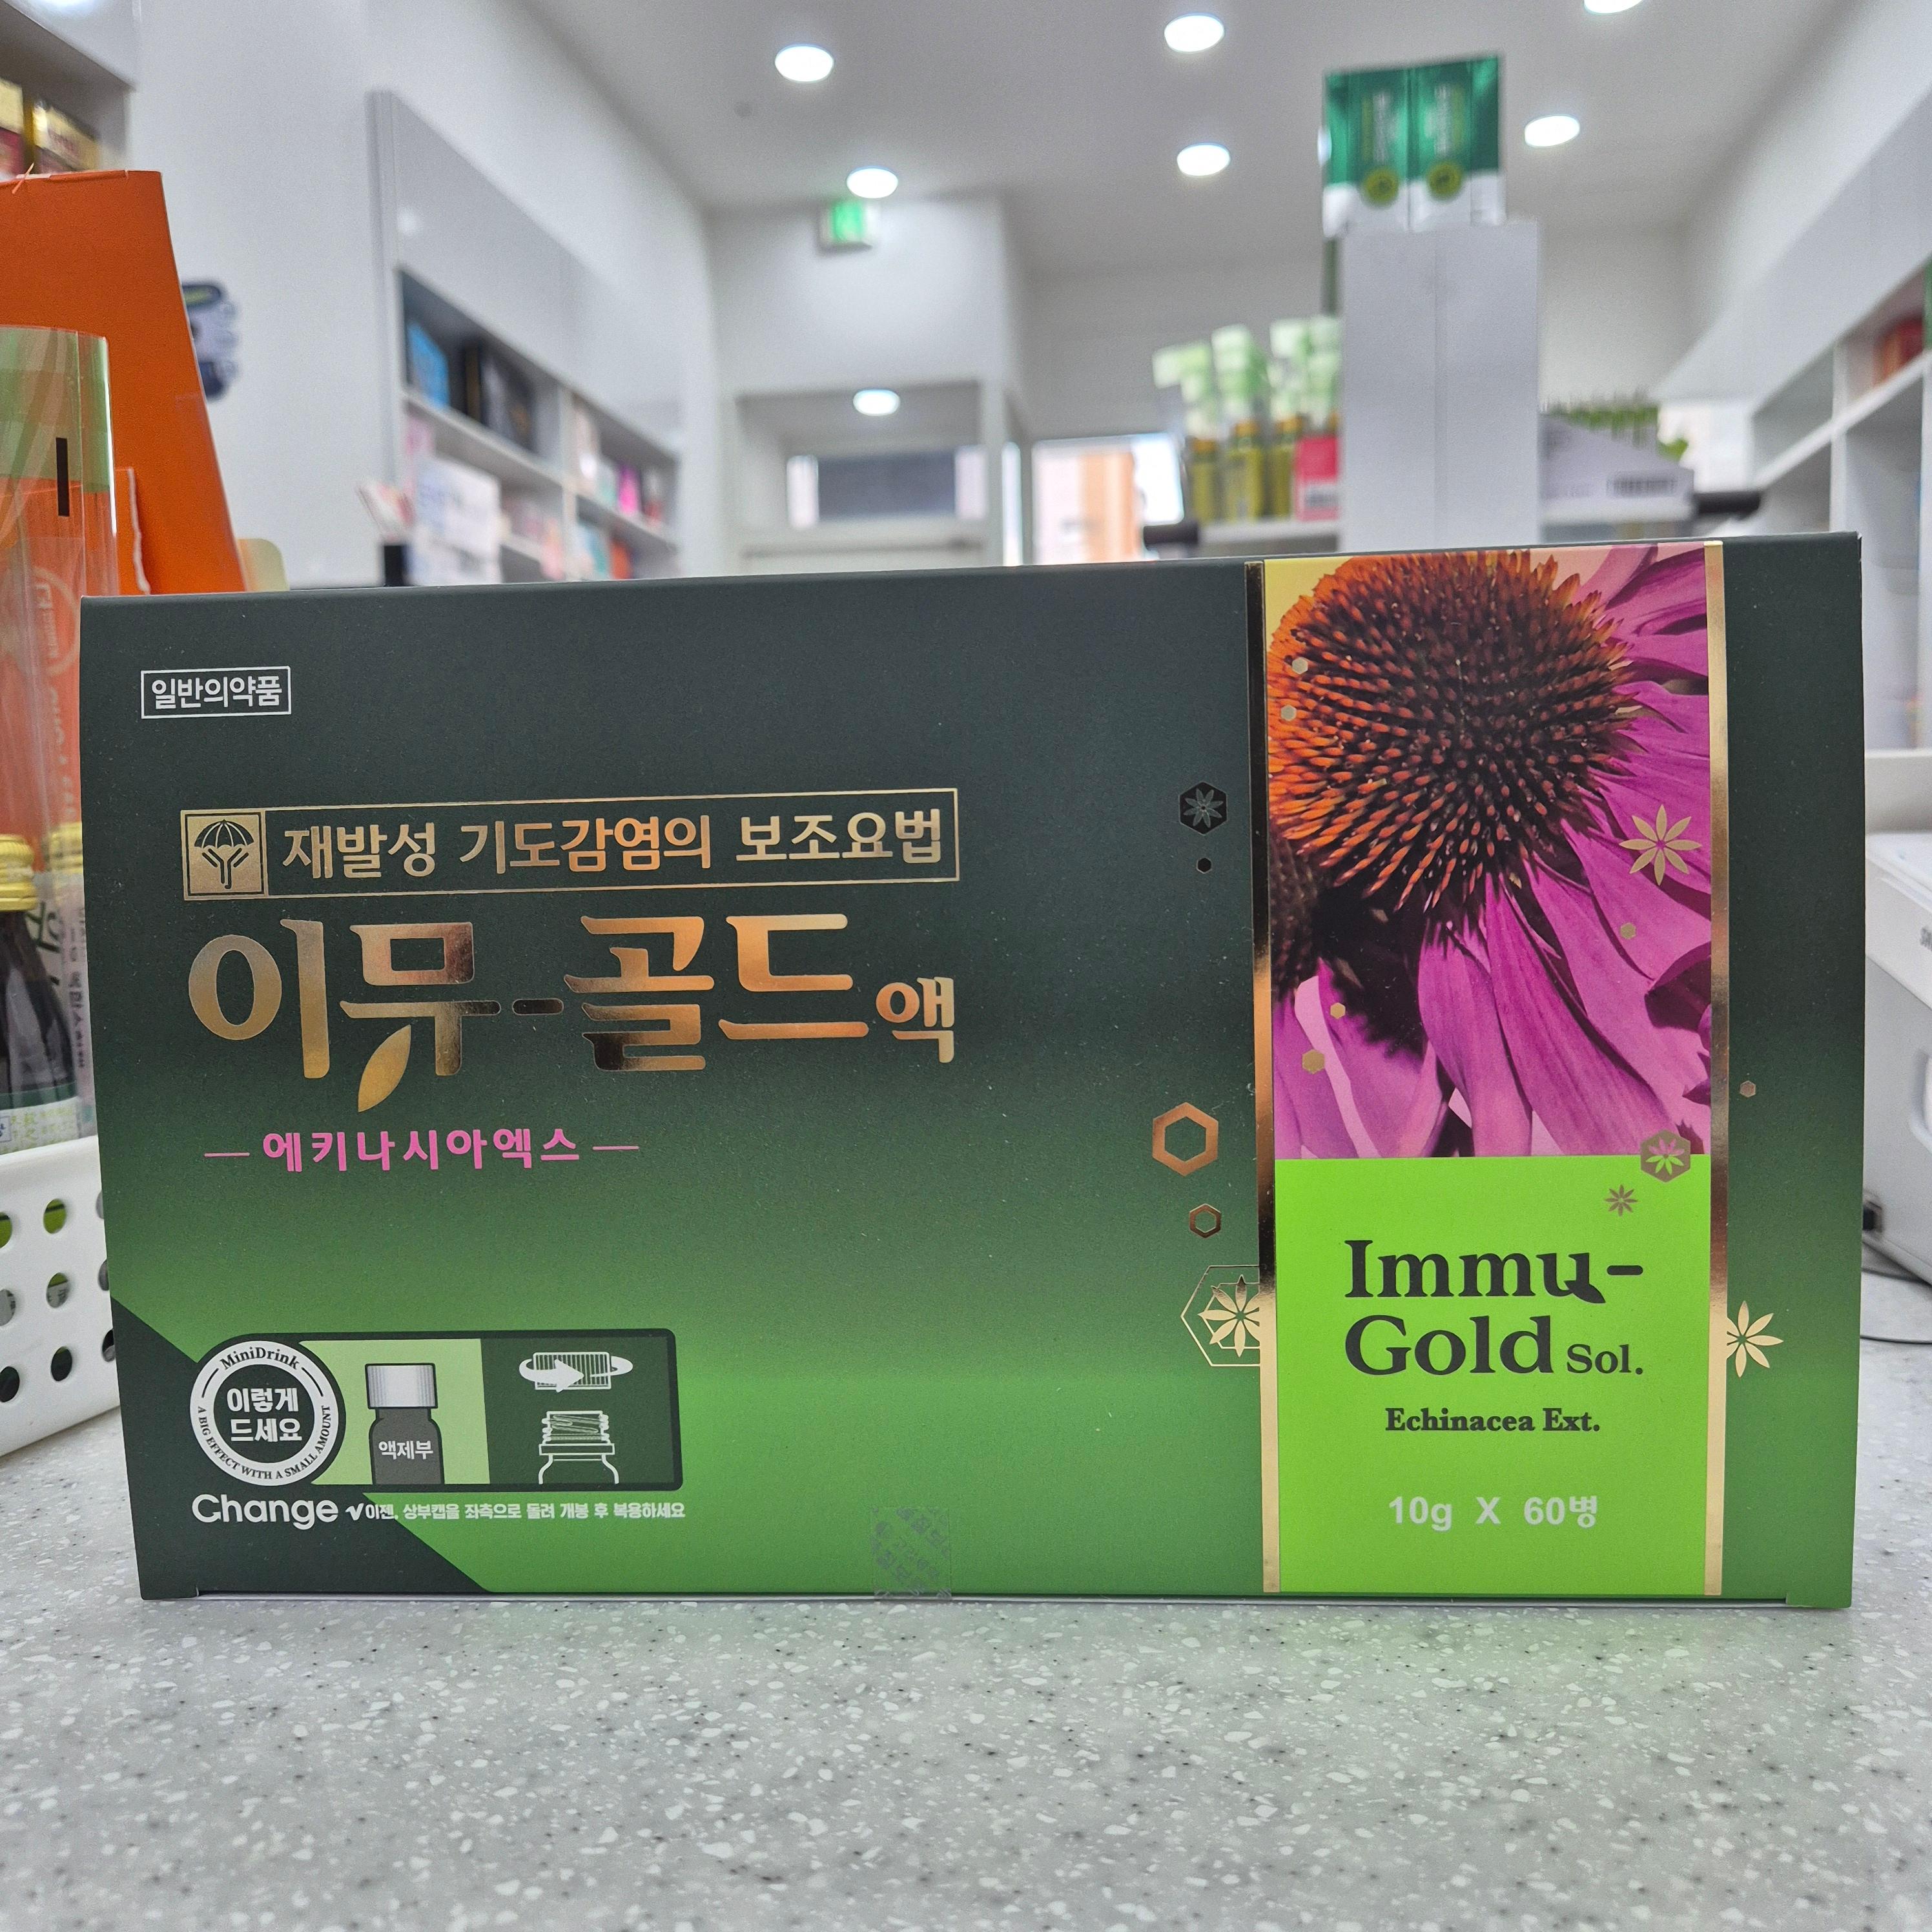 일반의약품
재발성 기도감염의 보조요법
이뮤-골드액
에키나시아엑스
MiniDrink
이렇게
드세요
A BIG EFFECT WITH A SMALL AMOUNT
액제부
Change 이젠, 상부캡을 좌측으로 돌려 개봉 후 복용하세요
Immu-
Gold Sol.
Echinacea Ext.
10g X 60병